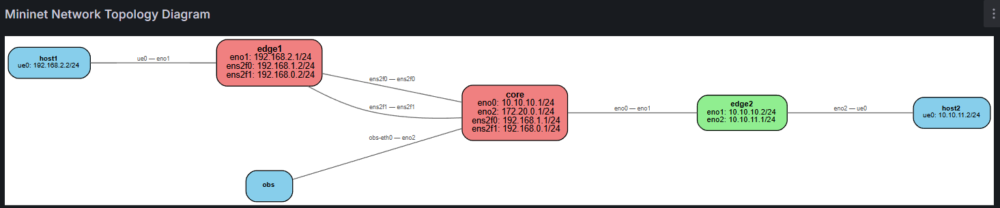 Mininet Network Topology Diagram
host1
ue0: 192.168.2.2/24
ue0 — eno1
edge1
eno1: 192.168.2.1/24
ens2f0: 192.168.1.2/24
ens2f1: 192.168.0.2/24
ens2f0 — ens2f0
ens2f1 — ens2f1
obs-eth0 — eno2
obs
core
eno0: 10.10.10.1/24
eno2: 172.20.0.1/24
ens2f0: 192.168.1.1/24
ens2f1: 192.168.0.1/24
eno0 — eno1
edge2
eno1: 10.10.10.2/24
eno2: 10.10.11.1/24
eno2 — ue0
host2
ue0: 10.10.11.2/24